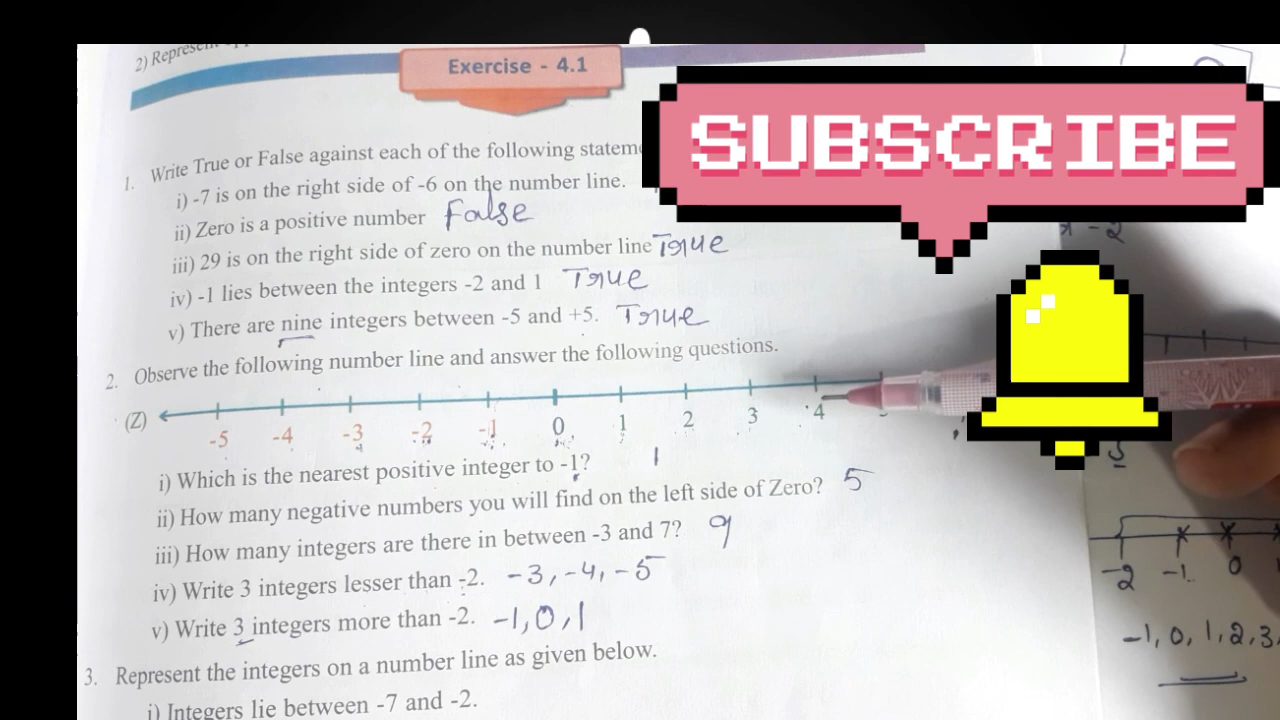 2) Represent
Exercise - 4.1
SUBSCRIBE
1. Write True or False against each of the following
i) -7 is on the right side of -6 on the number line.
ii) Zero is a positive number False
iii) 29 is on the right side of zero on the number line True
iv) -1 lies between the integers -2 and 1 True
v) There are nine integers between -5 and +5. True
2. Observe the following number line and answer the following questions.
(Z) -5 -4 -3 -2 -1 0 1 2 3 4
i) Which is the nearest positive integer to -1? 1
ii) How many negative numbers you will find on the left side of Zero? 5
iii) How many integers are there in between -3 and 7? 9
iv) Write 3 integers lesser than -2. -3, -4, -5
v) Write 3 integers more than -2. -1, 0, 1
3. Represent the integers on a number line as given below.
i) Integers lie between -7 and -2.
-2
-2 -1 0
-1, 0, 1, 2, 3,